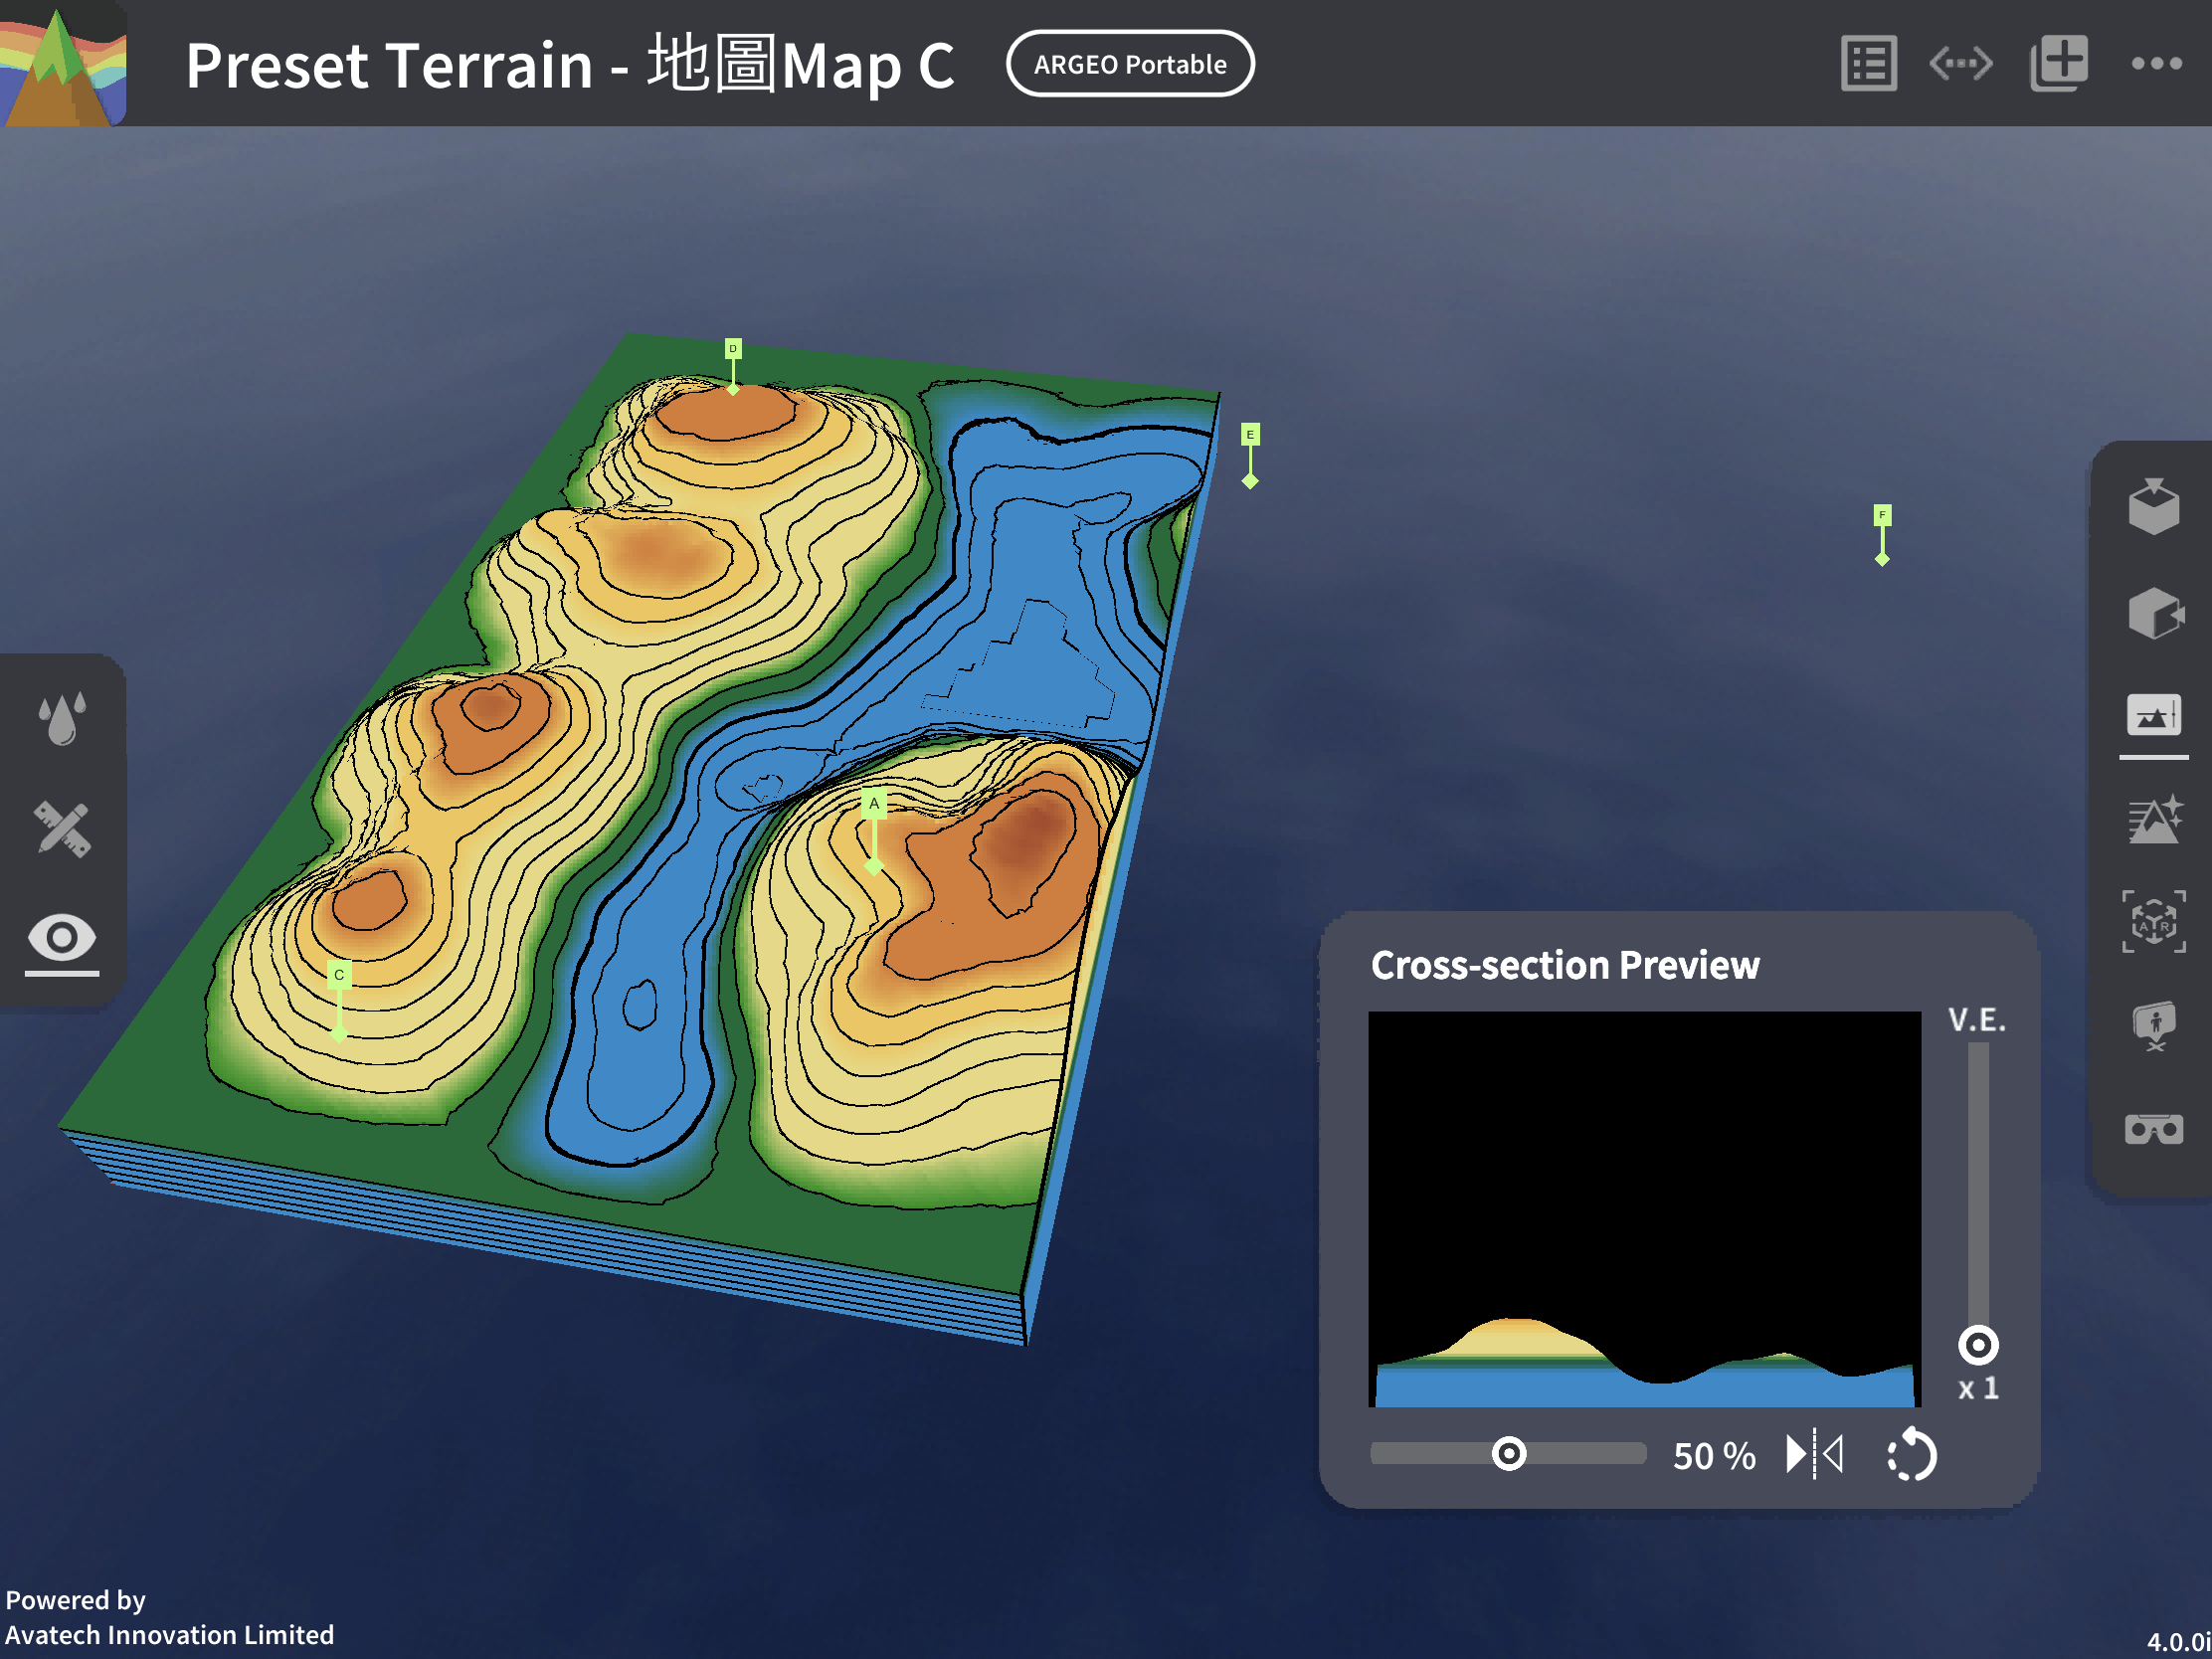 Preset Terrain - 地圖Map C
ARGEO Portable
D
E
F
A
C
A R
Cross-section Preview
V.E.
x 1
50 %
Powered by
Avatech Innovation Limited
4.0.0i